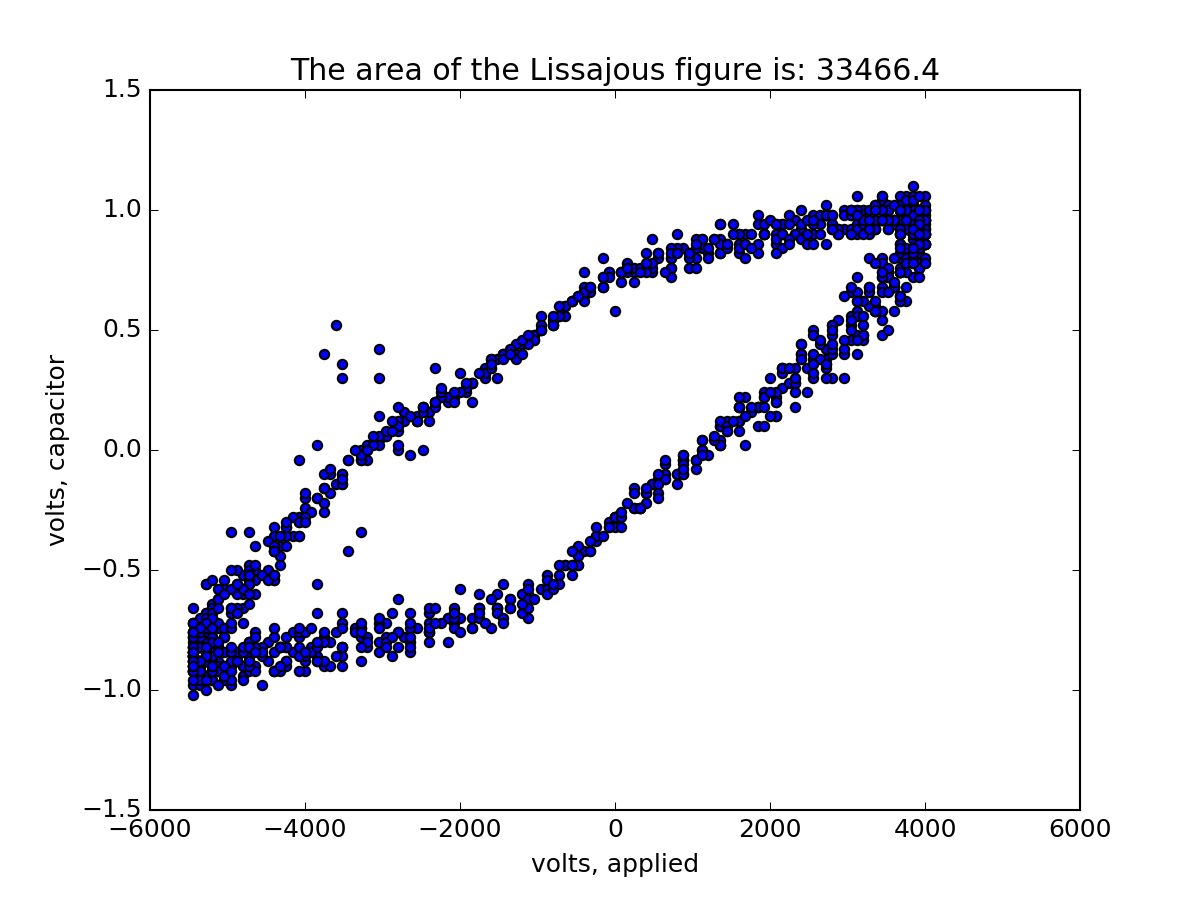 The area of the Lissajous figure is: 33466.4
1.5
1.0
0.5
0.0
−0.5
−1.0
−1.5
−6000 −4000 −2000 0 2000 4000 6000
volts, capacitor
volts, applied